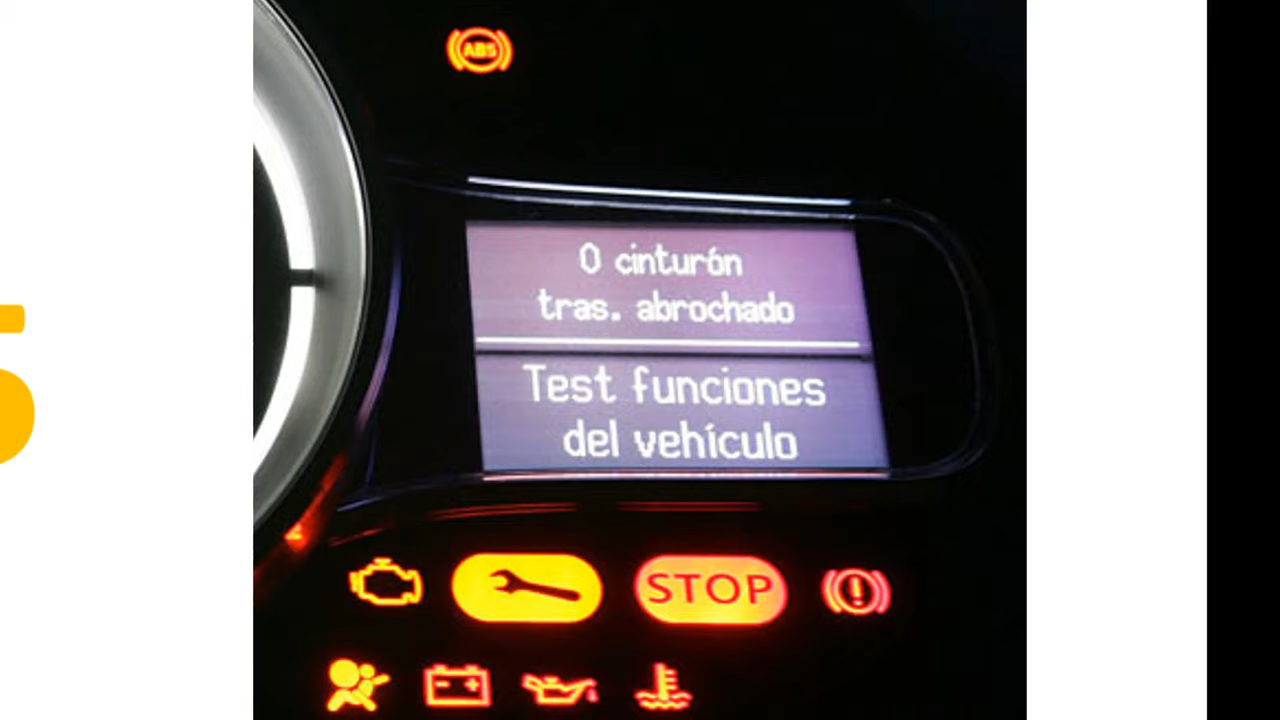 ABS
0 cinturón
tras. abrochado
Test funciones
del vehículo
STOP